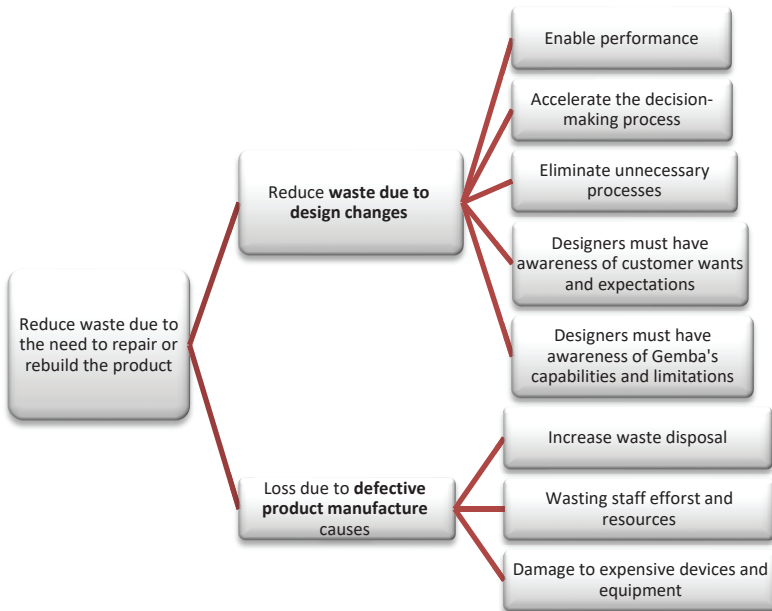 Enable performance
Accelerate the decision-
making process
Reduce waste due to
design changes
Eliminate unnecessary
processes
Designers must have
awareness of customer wants
and expectations
Reduce waste due to
the need to repair or
rebuild the product
Designers must have
awareness of Gemba's
capabilities and limitations
Increase waste disposal
Loss due to defective
product manufacture
causes
Wasting staff efforst and
resources
Damage to expensive devices and
equipment